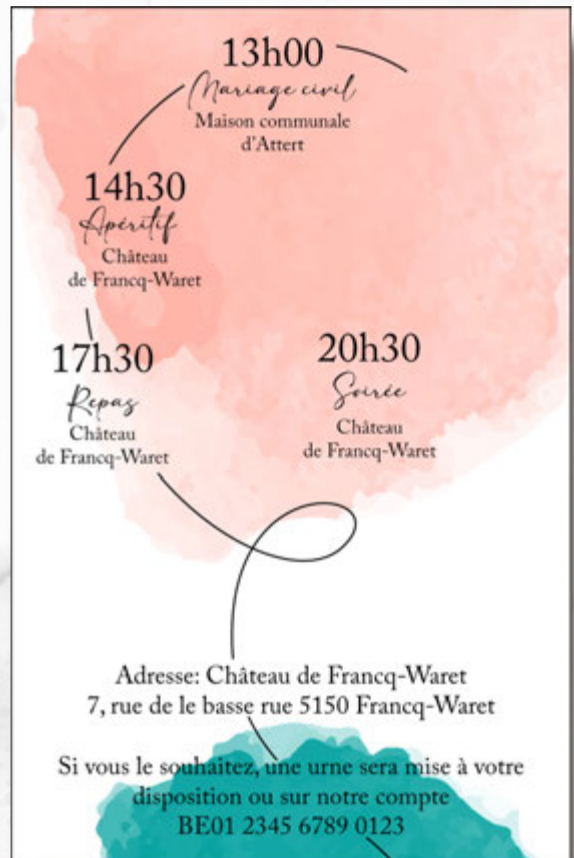 13h00
Mariage civil
Maison communale
d'Attert
14h30
Apéritif
Château
de Francq-Waret
17h30
Repas
Château
de Francq-Waret
20h30
Soirée
Château
de Francq-Waret
Adresse: Château de Francq-Waret
7, rue de le basse rue 5150 Francq-Waret
Si vous le souhaitez, une urne sera mise à votre
disposition ou sur notre compte
BE01 2345 6789 0123